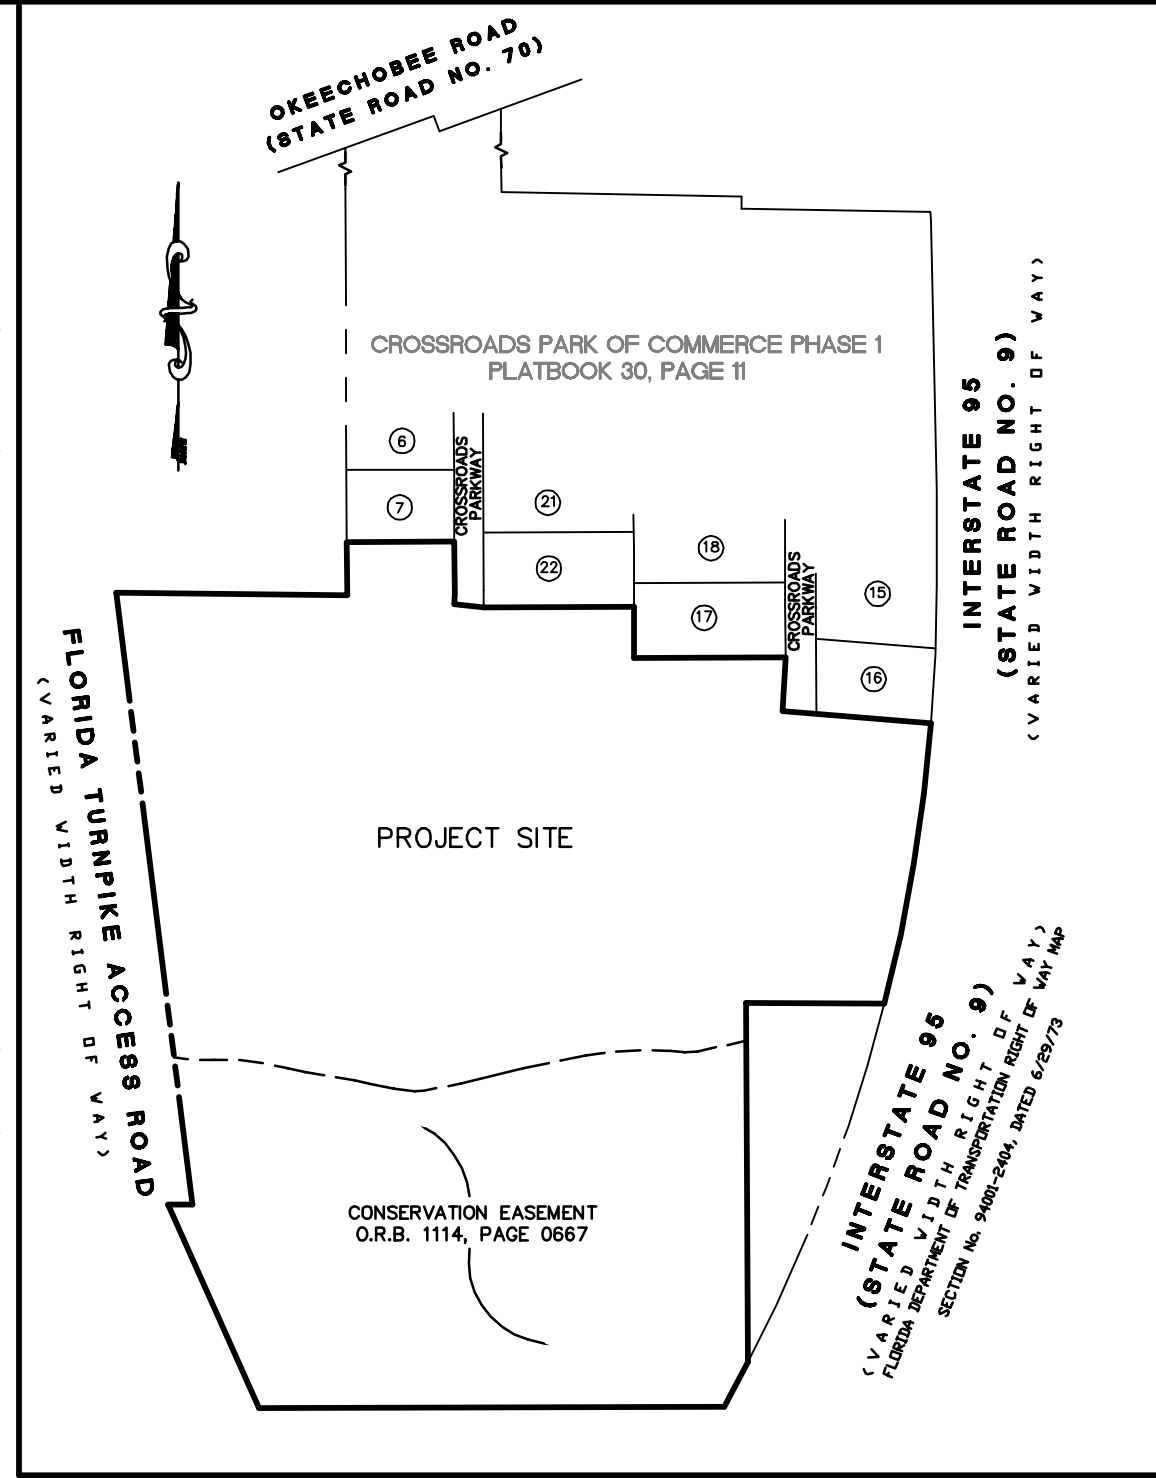 OKEECHOBEE ROAD
(STATE ROAD NO. 70)
CROSSROADS PARK OF COMMERCE PHASE 1
PLATBOOK 30, PAGE 11
INTERSTATE 95
(STATE ROAD NO. 9)
(VARIED WIDTH RIGHT OF WAY)
6
7
CROSSROADS
PARKWAY
21
22
18
17
CROSSROADS
PARKWAY
15
16
FLORIDA TURNPIKE ACCESS ROAD
(VARIED WIDTH RIGHT OF WAY)
PROJECT SITE
INTERSTATE 95
(STATE ROAD NO. 9)
(VARIED WIDTH RIGHT OF WAY)
FLORIDA DEPARTMENT OF TRANSPORTATION RIGHT OF WAY MAP
SECTION No. 94001-2404, DATED 6/29/73
CONSERVATION EASEMENT
O.R.B. 1114, PAGE 0667